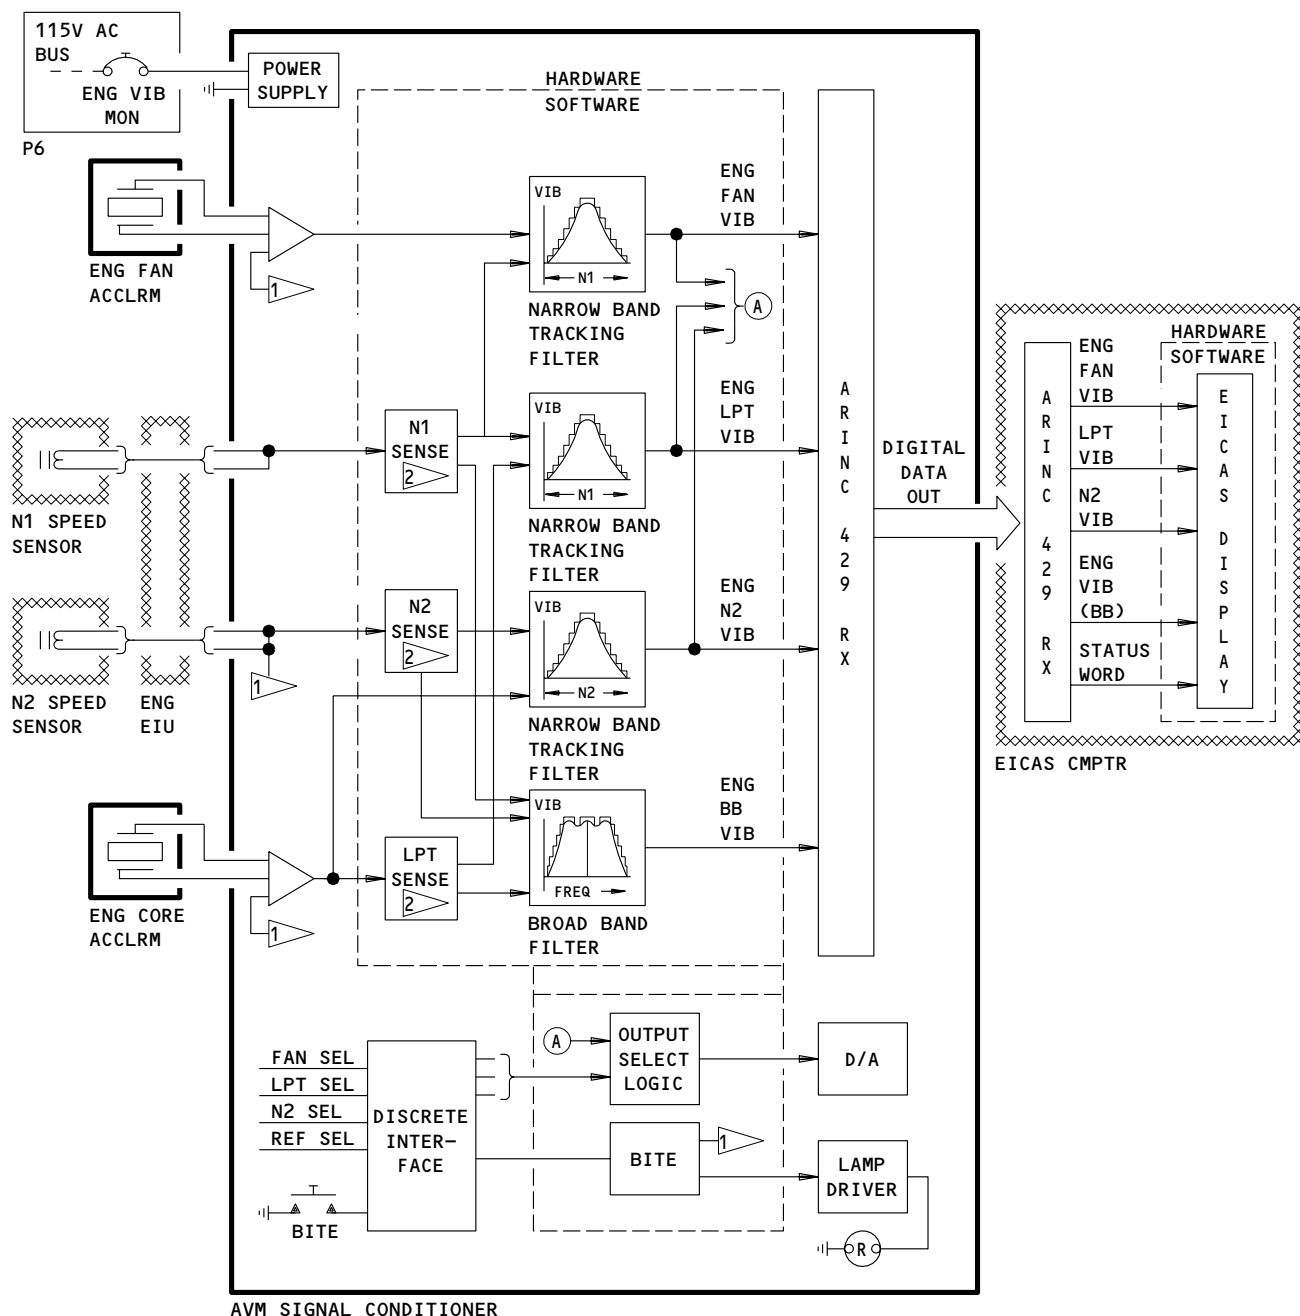 115V AC
BUS
ENG VIB
MON
P6
POWER
SUPPLY
HARDWARE
SOFTWARE
ENG FAN
ACCLRM
1
VIB
N1
NARROW BAND
TRACKING
FILTER
ENG
FAN
VIB
A
N1 SPEED
SENSOR
N1
SENSE
2
VIB
N1
NARROW BAND
TRACKING
FILTER
ENG
LPT
VIB
N2 SPEED
SENSOR
ENG
EIU
1
N2
SENSE
2
VIB
N2
NARROW BAND
TRACKING
FILTER
ENG
N2
VIB
ENG CORE
ACCLRM
1
LPT
SENSE
2
VIB
FREQ
BROAD BAND
FILTER
ENG
BB
VIB
ARINC 429 RX
DIGITAL
DATA
OUT
ARINC 429 RX
ENG
FAN
VIB
LPT
VIB
N2
VIB
ENG
VIB
(BB)
STATUS
WORD
HARDWARE
SOFTWARE
EICAS DISPLAY
EICAS CMPTR
FAN SEL
LPT SEL
N2 SEL
REF SEL
BITE
DISCRETE
INTER-
FACE
A
OUTPUT
SELECT
LOGIC
D/A
BITE
1
LAMP
DRIVER
R
AVM SIGNAL CONDITIONER